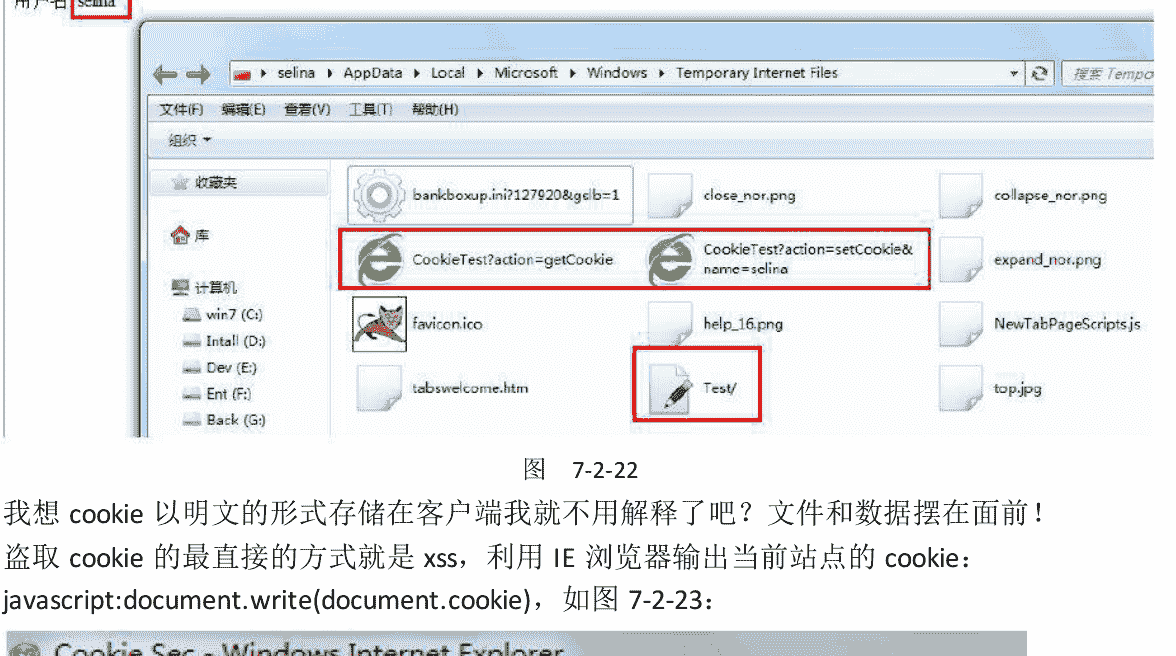 用户名 selina
selina AppData Local Microsoft Windows Temporary Internet Files 搜索 Tempo
文件(F) 编辑(E) 查看(V) 工具(T) 帮助(H)
组织
收藏夹
库
计算机
win7 (C:)
Intall (D:)
Dev (E:)
Ent (F:)
Back (G:)
bankboxup.ini?127920&gslb=1 close_nor.png collapse_nor.png
CookieTest?action=getCookie CookieTest?action=setCookie&
name=selina expand_nor.png
favicon.ico help_16.png NewTabPageScripts.js
tabswelcome.htm Test/ top.jpg
图 7-2-22
我想 cookie 以明文的形式存储在客户端我就不用解释了吧？文件和数据摆在面前！
盗取 cookie 的最直接的方式就是 xss，利用 IE 浏览器输出当前站点的 cookie：
javascript:document.write(document.cookie)，如图 7-2-23：
Cookie Sec - Windows Internet Explorer